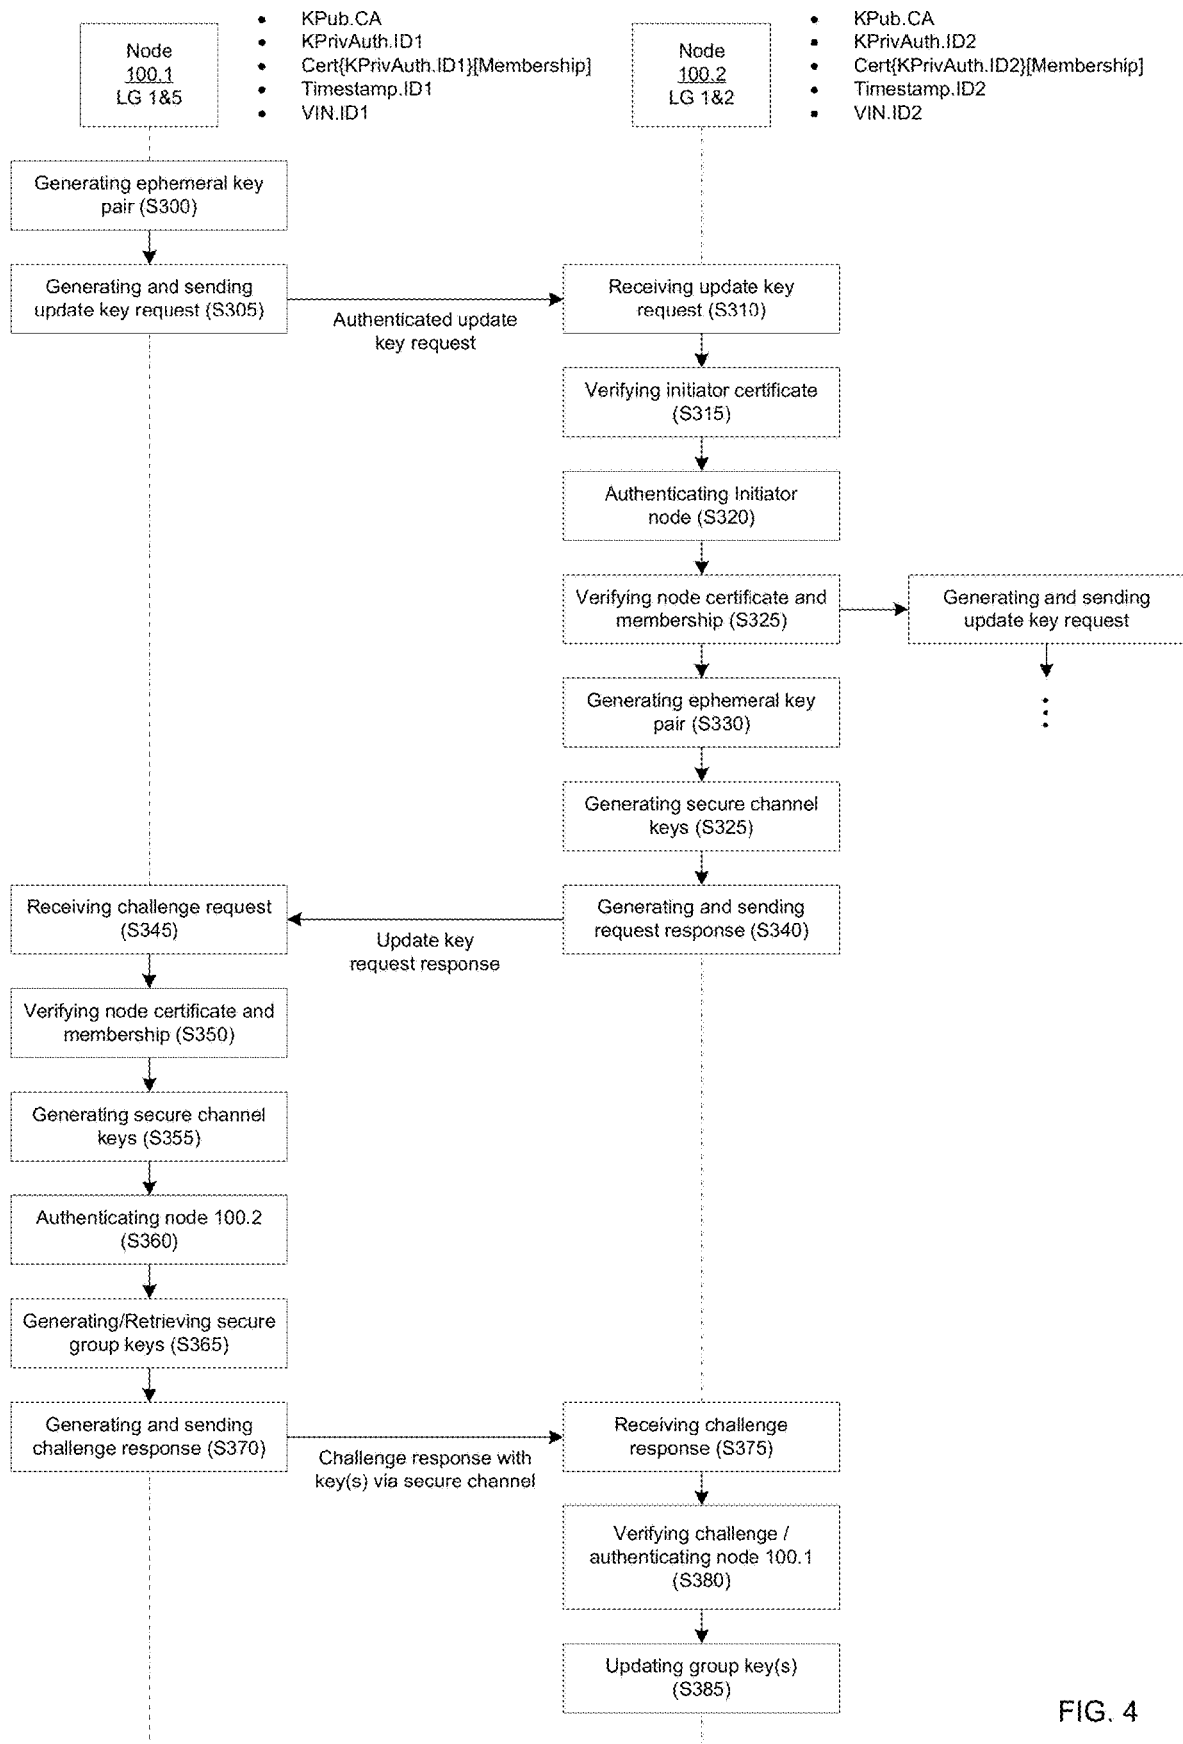 Node
100.1
LG 1&5
• KPub.CA
• KPrivAuth.ID1
• Cert{KPrivAuth.ID1}[Membership]
• Timestamp.ID1
• VIN.ID1
Node
100.2
LG 1&2
• KPub.CA
• KPrivAuth.ID2
• Cert{KPrivAuth.ID2}[Membership]
• Timestamp.ID2
• VIN.ID2
Generating ephemeral key
pair (S300)
Generating and sending
update key request (S305)
Authenticated update
key request
Receiving update key
request (S310)
Verifying initiator certificate
(S315)
Authenticating Initiator
node (S320)
Verifying node certificate and
membership (S325)
Generating and sending
update key request
Generating ephemeral key
pair (S330)
Generating secure channel
keys (S325)
Generating and sending
request response (S340)
Update key
request response
Receiving challenge request
(S345)
Verifying node certificate and
membership (S350)
Generating secure channel
keys (S355)
Authenticating node 100.2
(S360)
Generating/Retrieving secure
group keys (S365)
Generating and sending
challenge response (S370)
Challenge response with
key(s) via secure channel
Receiving challenge
response (S375)
Verifying challenge /
authenticating node 100.1
(S380)
Updating group key(s)
(S385)
FIG. 4